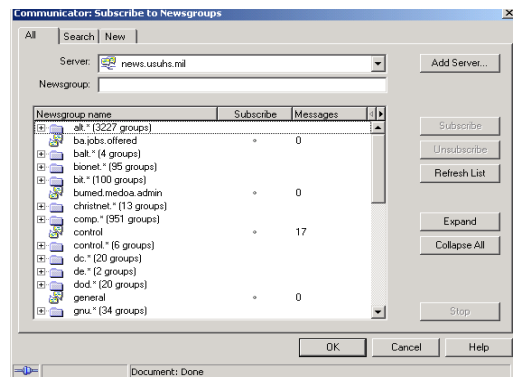 Communicator: Subscribe to Newsgroups
All Search New
Server: news.usuhs.mil Add Server...
Newsgroup:
Newsgroup name Subscribe Messages
alt.* (3227 groups) Subscribe
ba.jobs.offered 0
balt.* (4 groups) Unsubscribe
bionet.* (95 groups)
bit.* (100 groups) Refresh List
bumed.medoa.admin 0
christnet.* (13 groups)
comp.* (951 groups) Expand
control 17
control.* (6 groups) Collapse All
dc.* (20 groups)
de.* (2 groups)
dod.* (20 groups)
general 0
gnu.* (34 groups) Stop
OK Cancel Help
Document: Done